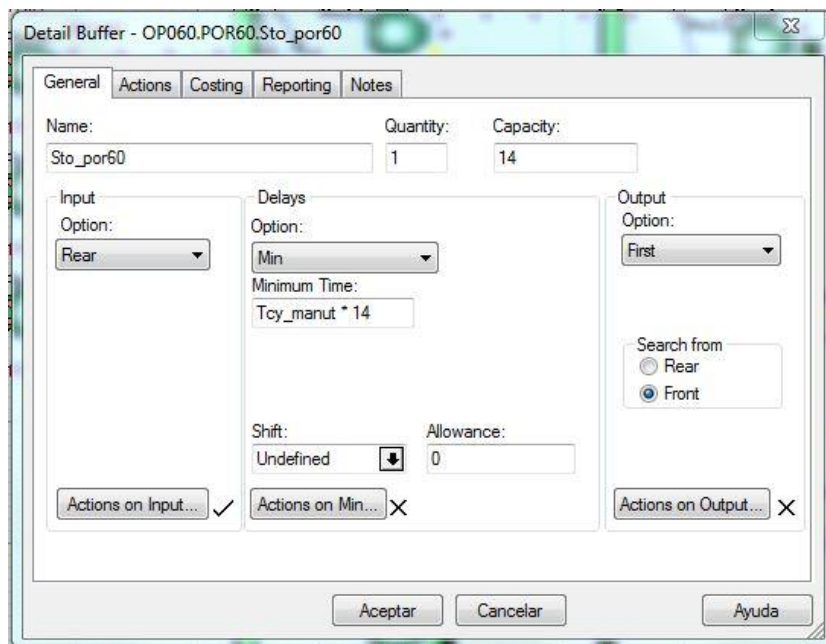 Detail Buffer - OP060.POR60.Sto_por60
General Actions Costing Reporting Notes
Name: Quantity: Capacity:
Sto_por60 1 14
Input Delays Output
Option: Option: Option:
Rear Min First
Minimum Time:
Tcy_manut * 14
Search from
Rear
Front
Shift: Allowance:
Undefined 0
Actions on Input... Actions on Min... Actions on Output...
Aceptar Cancelar Ayuda